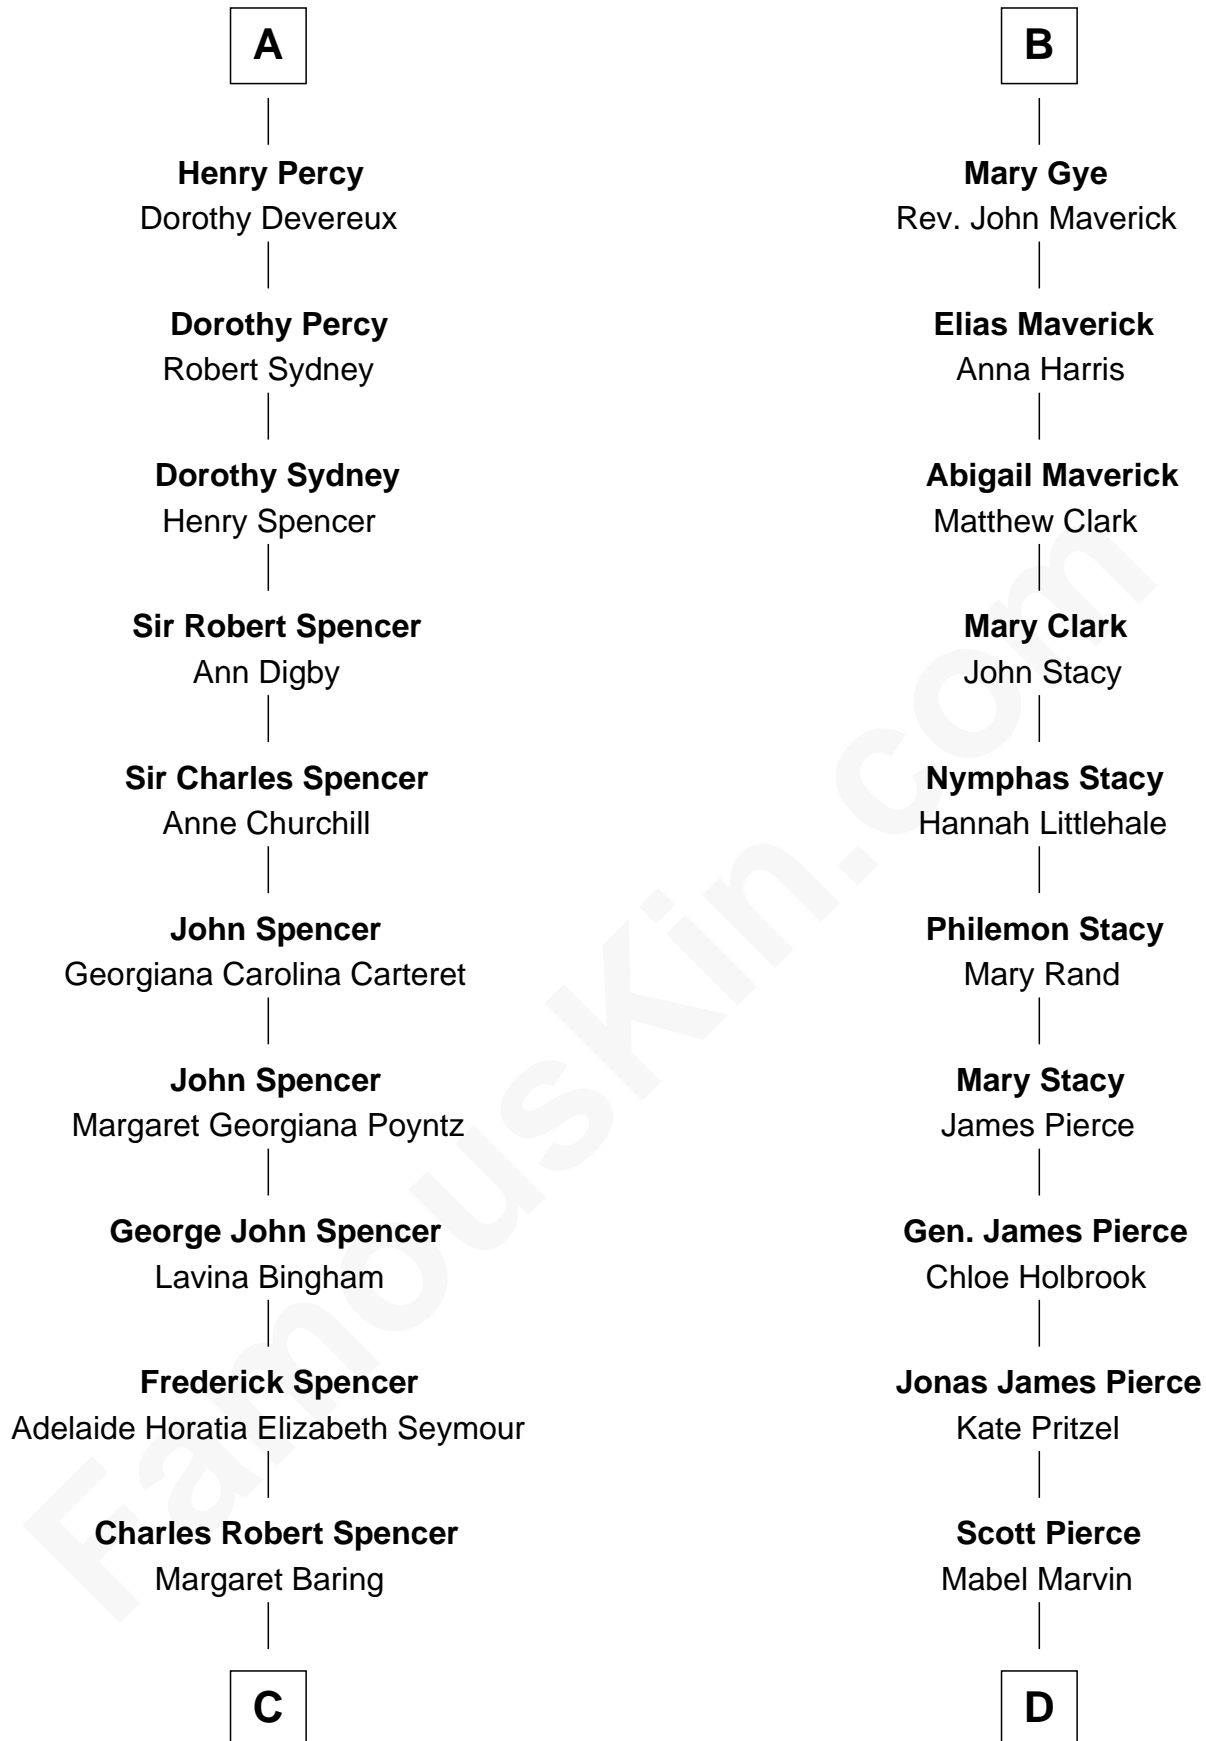 A
Henry Percy
Dorothy Devereux
Dorothy Percy
Robert Sydney
Dorothy Sydney
Henry Spencer
Sir Robert Spencer
Ann Digby
Sir Charles Spencer
Anne Churchill
John Spencer
Georgiana Carolina Carteret
John Spencer
Margaret Georgiana Poyntz
George John Spencer
Lavina Bingham
Frederick Spencer
Adelaide Horatia Elizabeth Seymour
Charles Robert Spencer
Margaret Baring
C
B
Mary Gye
Rev. John Maverick
Elias Maverick
Anna Harris
Abigail Maverick
Matthew Clark
Mary Clark
John Stacy
Nymphas Stacy
Hannah Littlehale
Philemon Stacy
Mary Rand
Mary Stacy
James Pierce
Gen. James Pierce
Chloe Holbrook
Jonas James Pierce
Kate Pritzel
Scott Pierce
Mabel Marvin
D
FamousKin.com